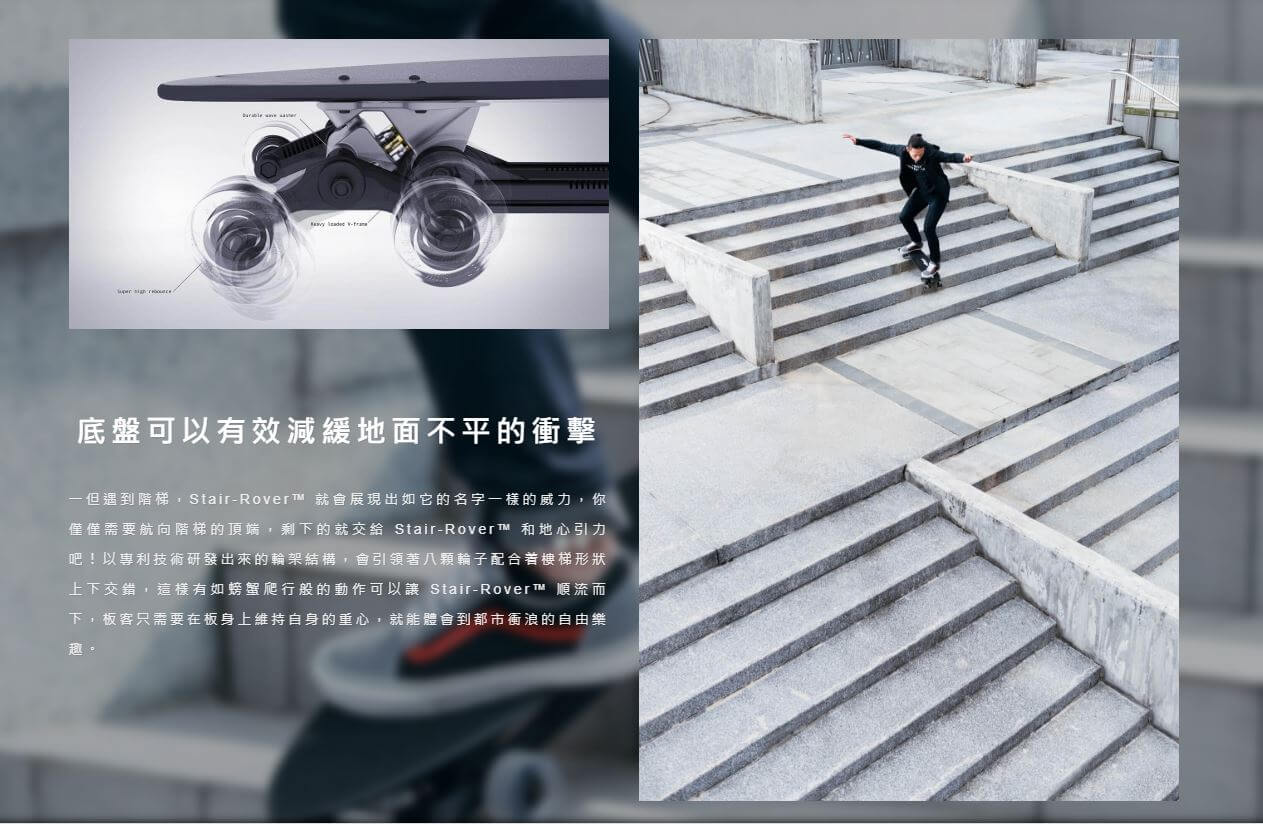 Durable wave washer
Heavy loaded V-frame
Super high rebounce
底盤可以有效減緩地面不平的衝擊
一但遇到階梯，Stair-Rover™ 就會展現出如它的名字一樣的威力，你
僅僅需要航向階梯的頂端，剩下的就交給 Stair-Rover™ 和地心引力
吧！以專利技術研發出來的輪架結構，會引領著八顆輪子配合着樓梯形狀
上下交錯，這樣有如螃蟹爬行般的動作可以讓 Stair-Rover™ 順流而
下，板客只需要在板身上維持自身的重心，就能體會到都市衝浪的自由樂
趣。